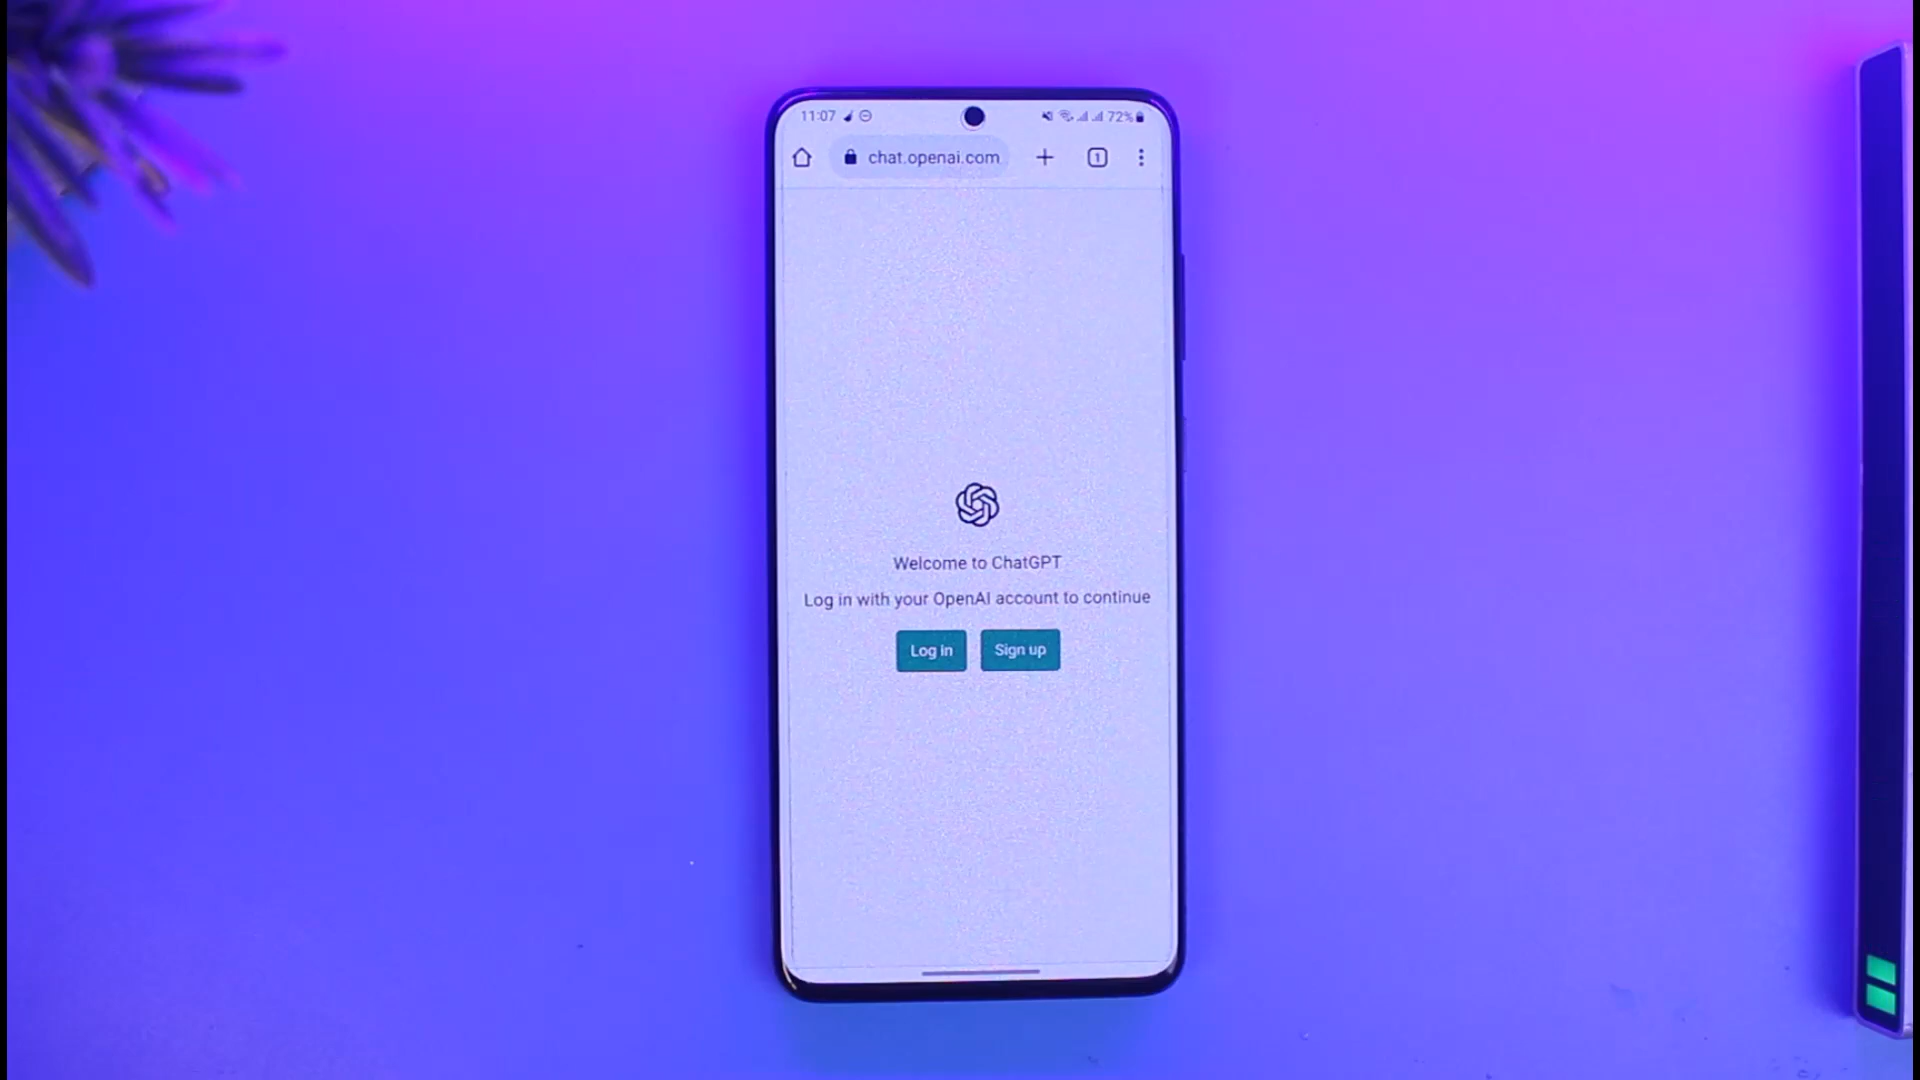 11:07 72%
chat.openai.com 1
Welcome to ChatGPT
Log in with your OpenAI account to continue
Log in Sign up